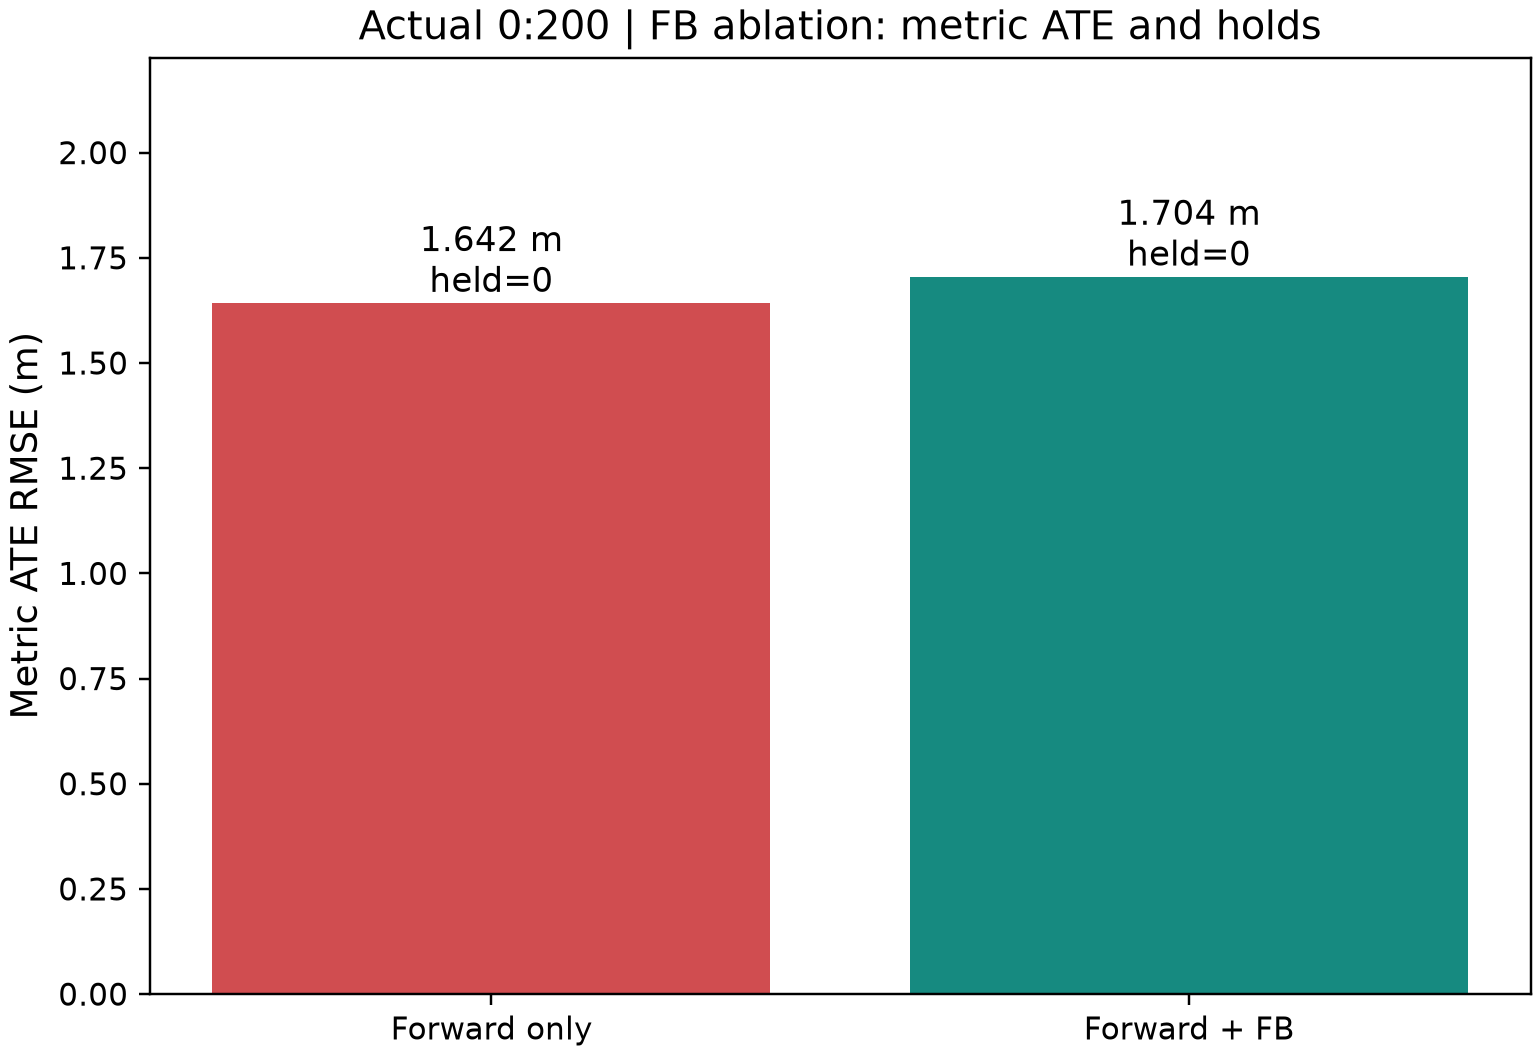 Actual 0:200 | FB ablation: metric ATE and holds
Metric ATE RMSE (m)
2.00
1.75
1.50
1.25
1.00
0.75
0.50
0.25
0.00
1.642 m
held=0
1.704 m
held=0
Forward only
Forward + FB